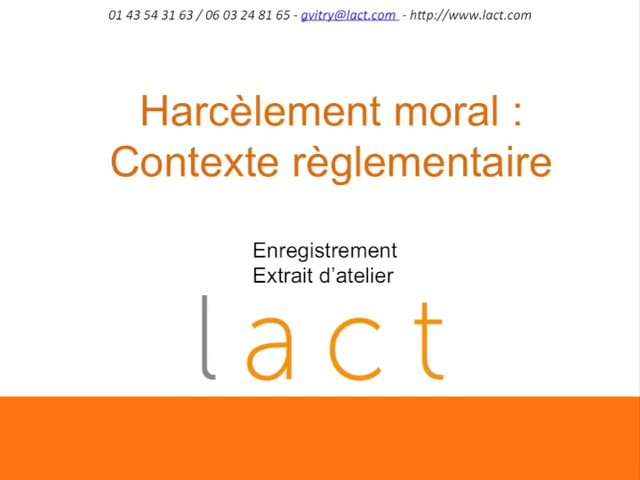 01 43 54 31 63 / 06 03 24 81 65 - gvitry@lact.com - http://www.lact.com
Harcèlement moral :
Contexte règlementaire
Enregistrement
Extrait d'atelier
lact